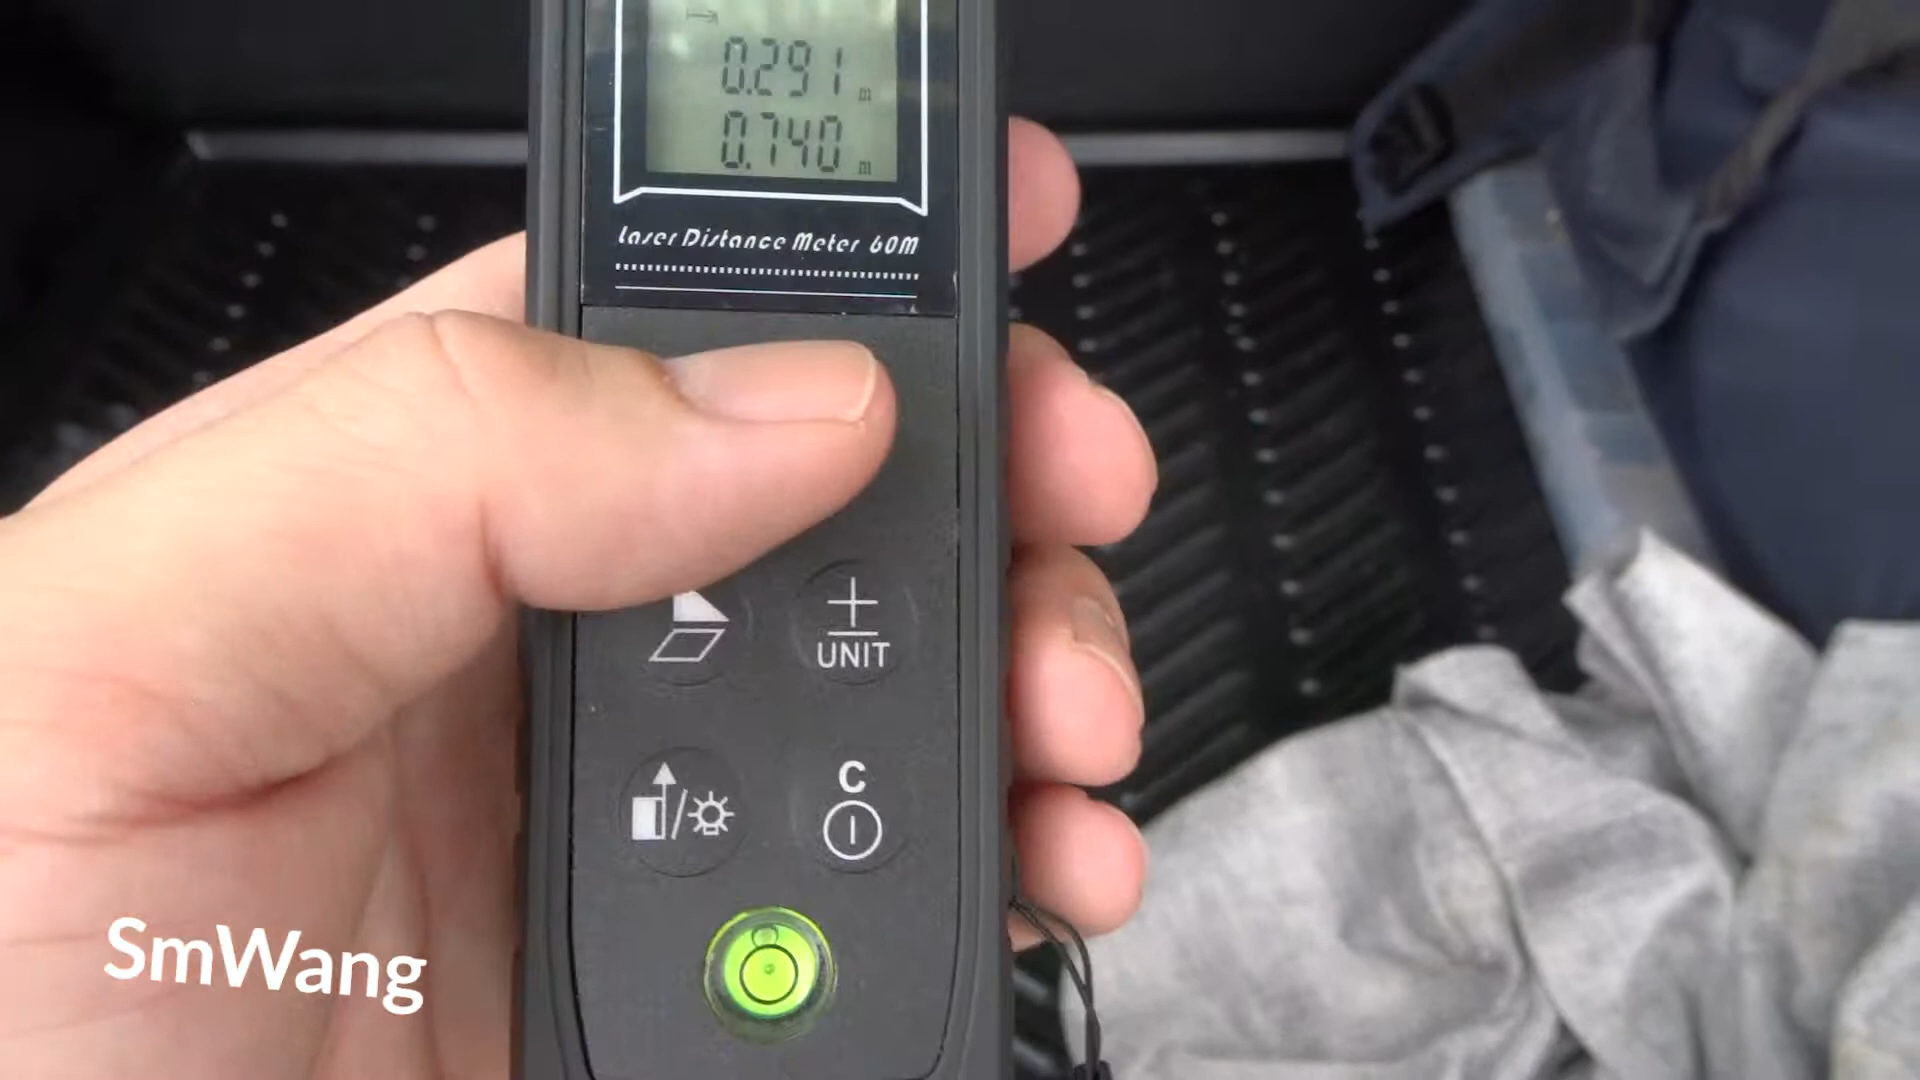 0.291 m
0.740 m
Laser Distance Meter 60M
UNIT
C
SmWang